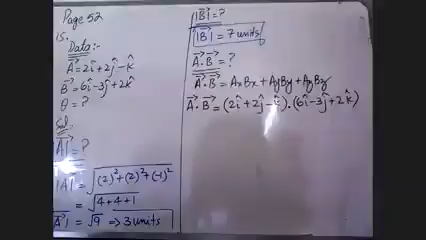 Page 52
15.
Data:-
A⃗ = 2î + 2ĵ - k̂
B⃗ = 6î - 3ĵ + 2k̂
θ = ?
Sol.
|A⃗| = ?
|A⃗| = √(2)² + (2)² + (-1)²
= √4+4+1
|A⃗| = √9 => 3 units
|B⃗| = ?
|B⃗| = 7 units
A⃗.B⃗ = ?
A⃗.B⃗ = AxBx + AyBy + AzBz
A⃗.B⃗ = (2î + 2ĵ - k̂).(6î - 3ĵ + 2k̂)